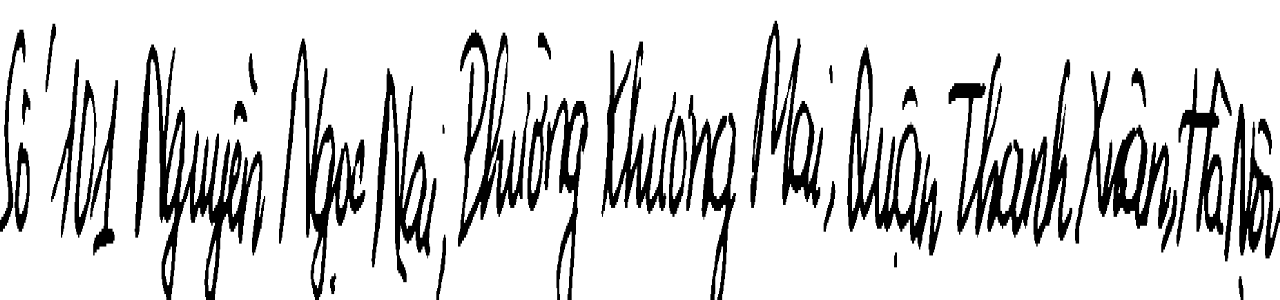 Số 101 Nguyễn Ngọc Nại, Phường Khương Mai, Quận Thanh Xuân, Hà Nội